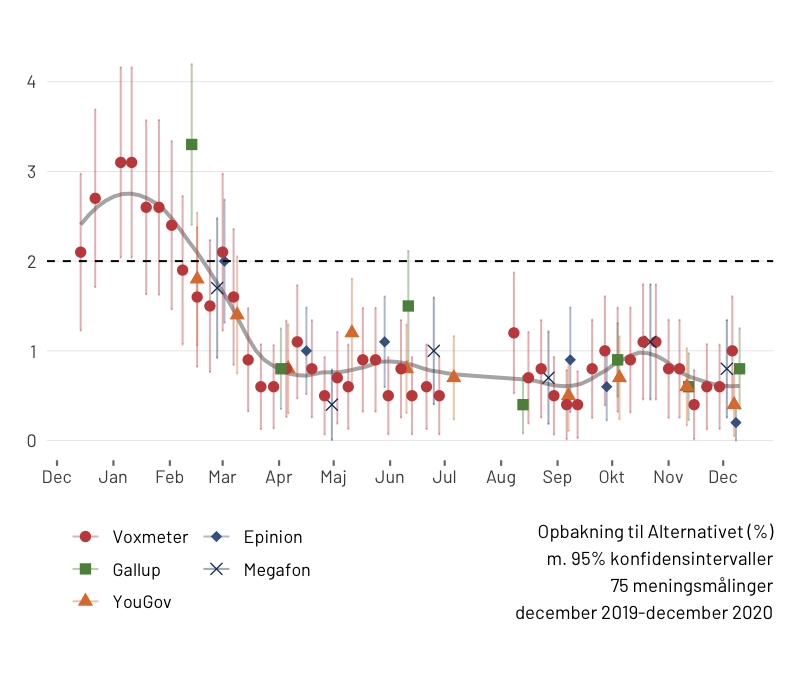 4
3
2
1
0
Dec Jan Feb Mar Apr Maj Jun Jul Aug Sep Okt Nov Dec
Voxmeter Epinion
Gallup Megafon
YouGov
Opbakning til Alternativet (%)
m. 95% konfidensintervaller
75 meningsmålinger
december 2019-december 2020